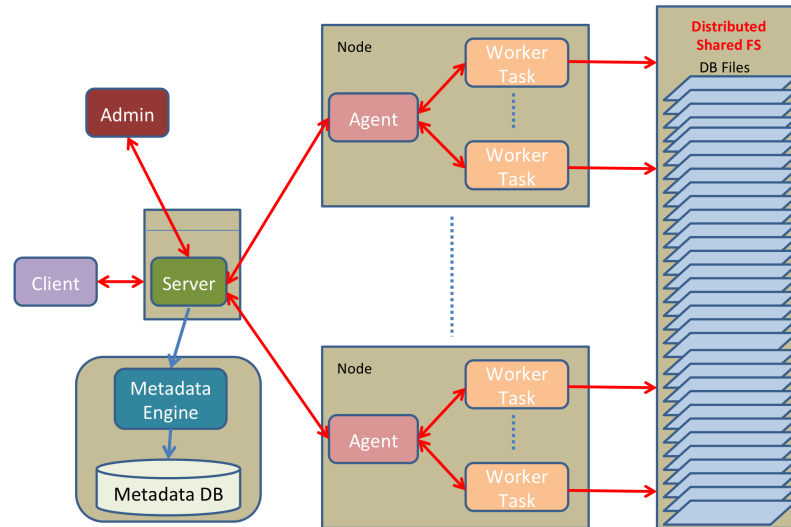 Distributed
Shared FS
DB Files
Node
Worker
Task
Agent
Worker
Task
Admin
Client
Server
Metadada
Engine
Metadata DB
Node
Worker
Task
Agent
Worker
Task